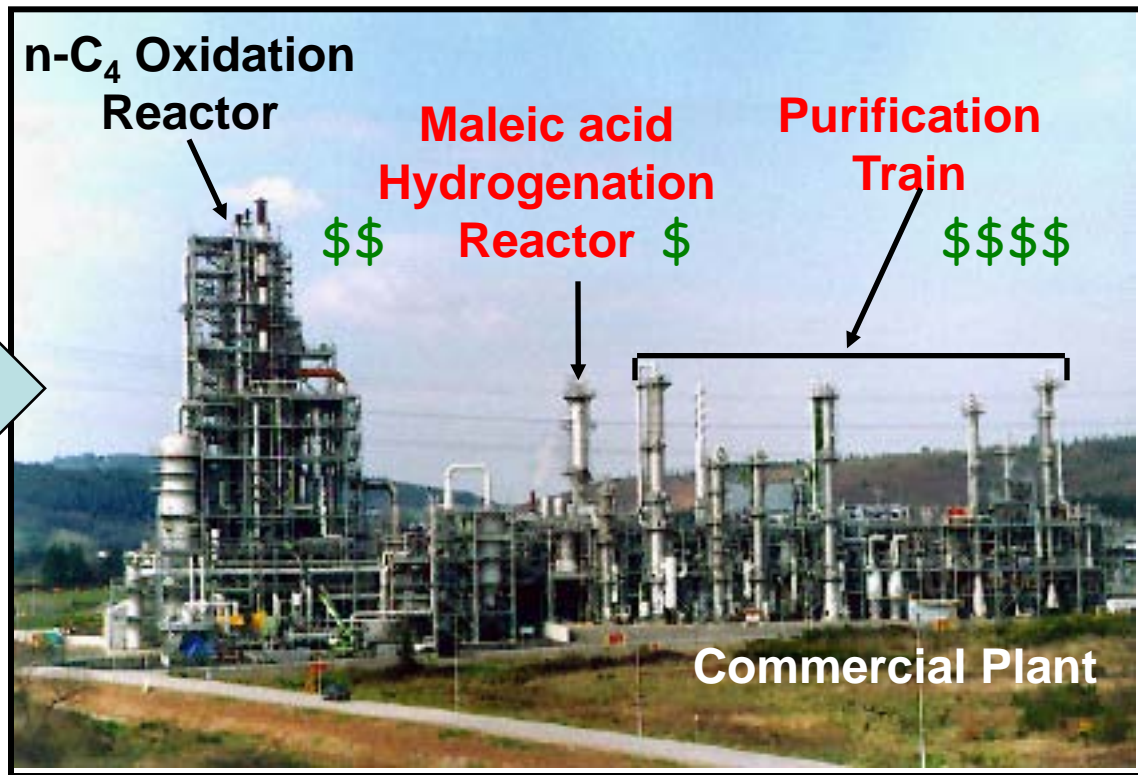 n-C₄ Oxidation
Reactor
$$
Maleic acid
Hydrogenation
Reactor $
Purification
Train
$$$$
Commercial Plant